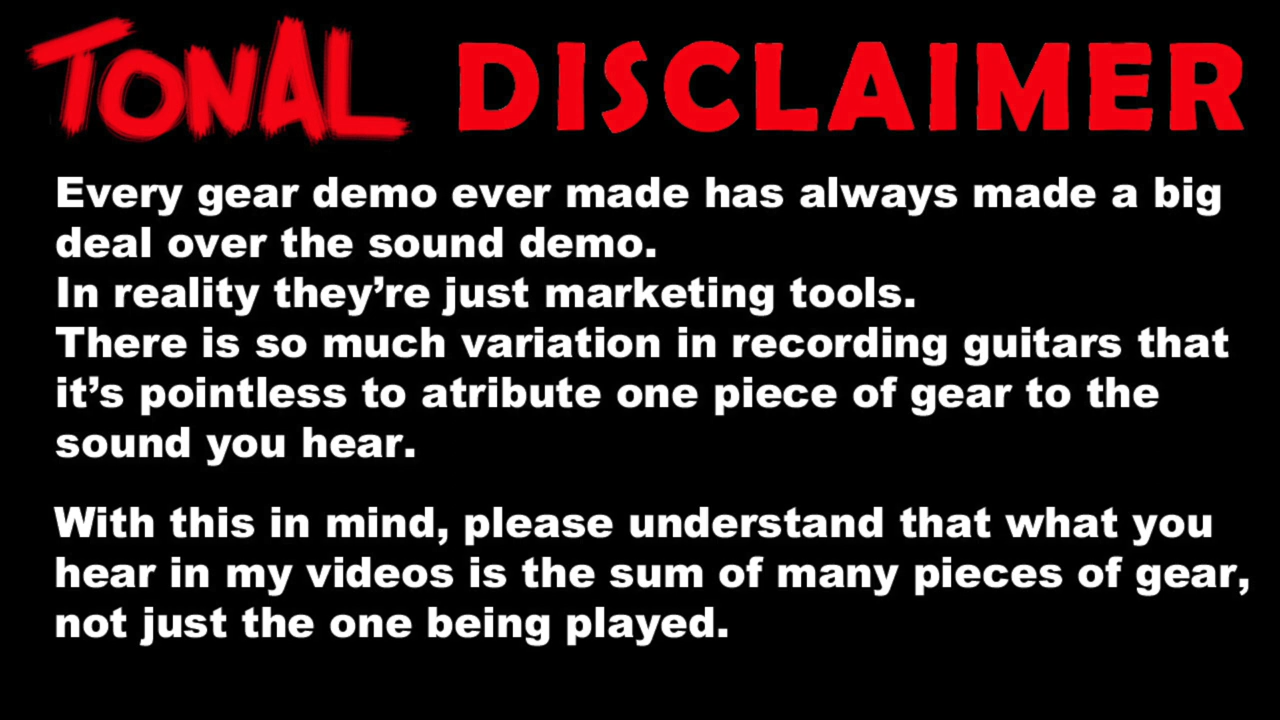 TONAL DISCLAIMER
Every gear demo ever made has always made a big
deal over the sound demo.
In reality they’re just marketing tools.
There is so much variation in recording guitars that
it’s pointless to atribute one piece of gear to the
sound you hear.
With this in mind, please understand that what you
hear in my videos is the sum of many pieces of gear,
not just the one being played.